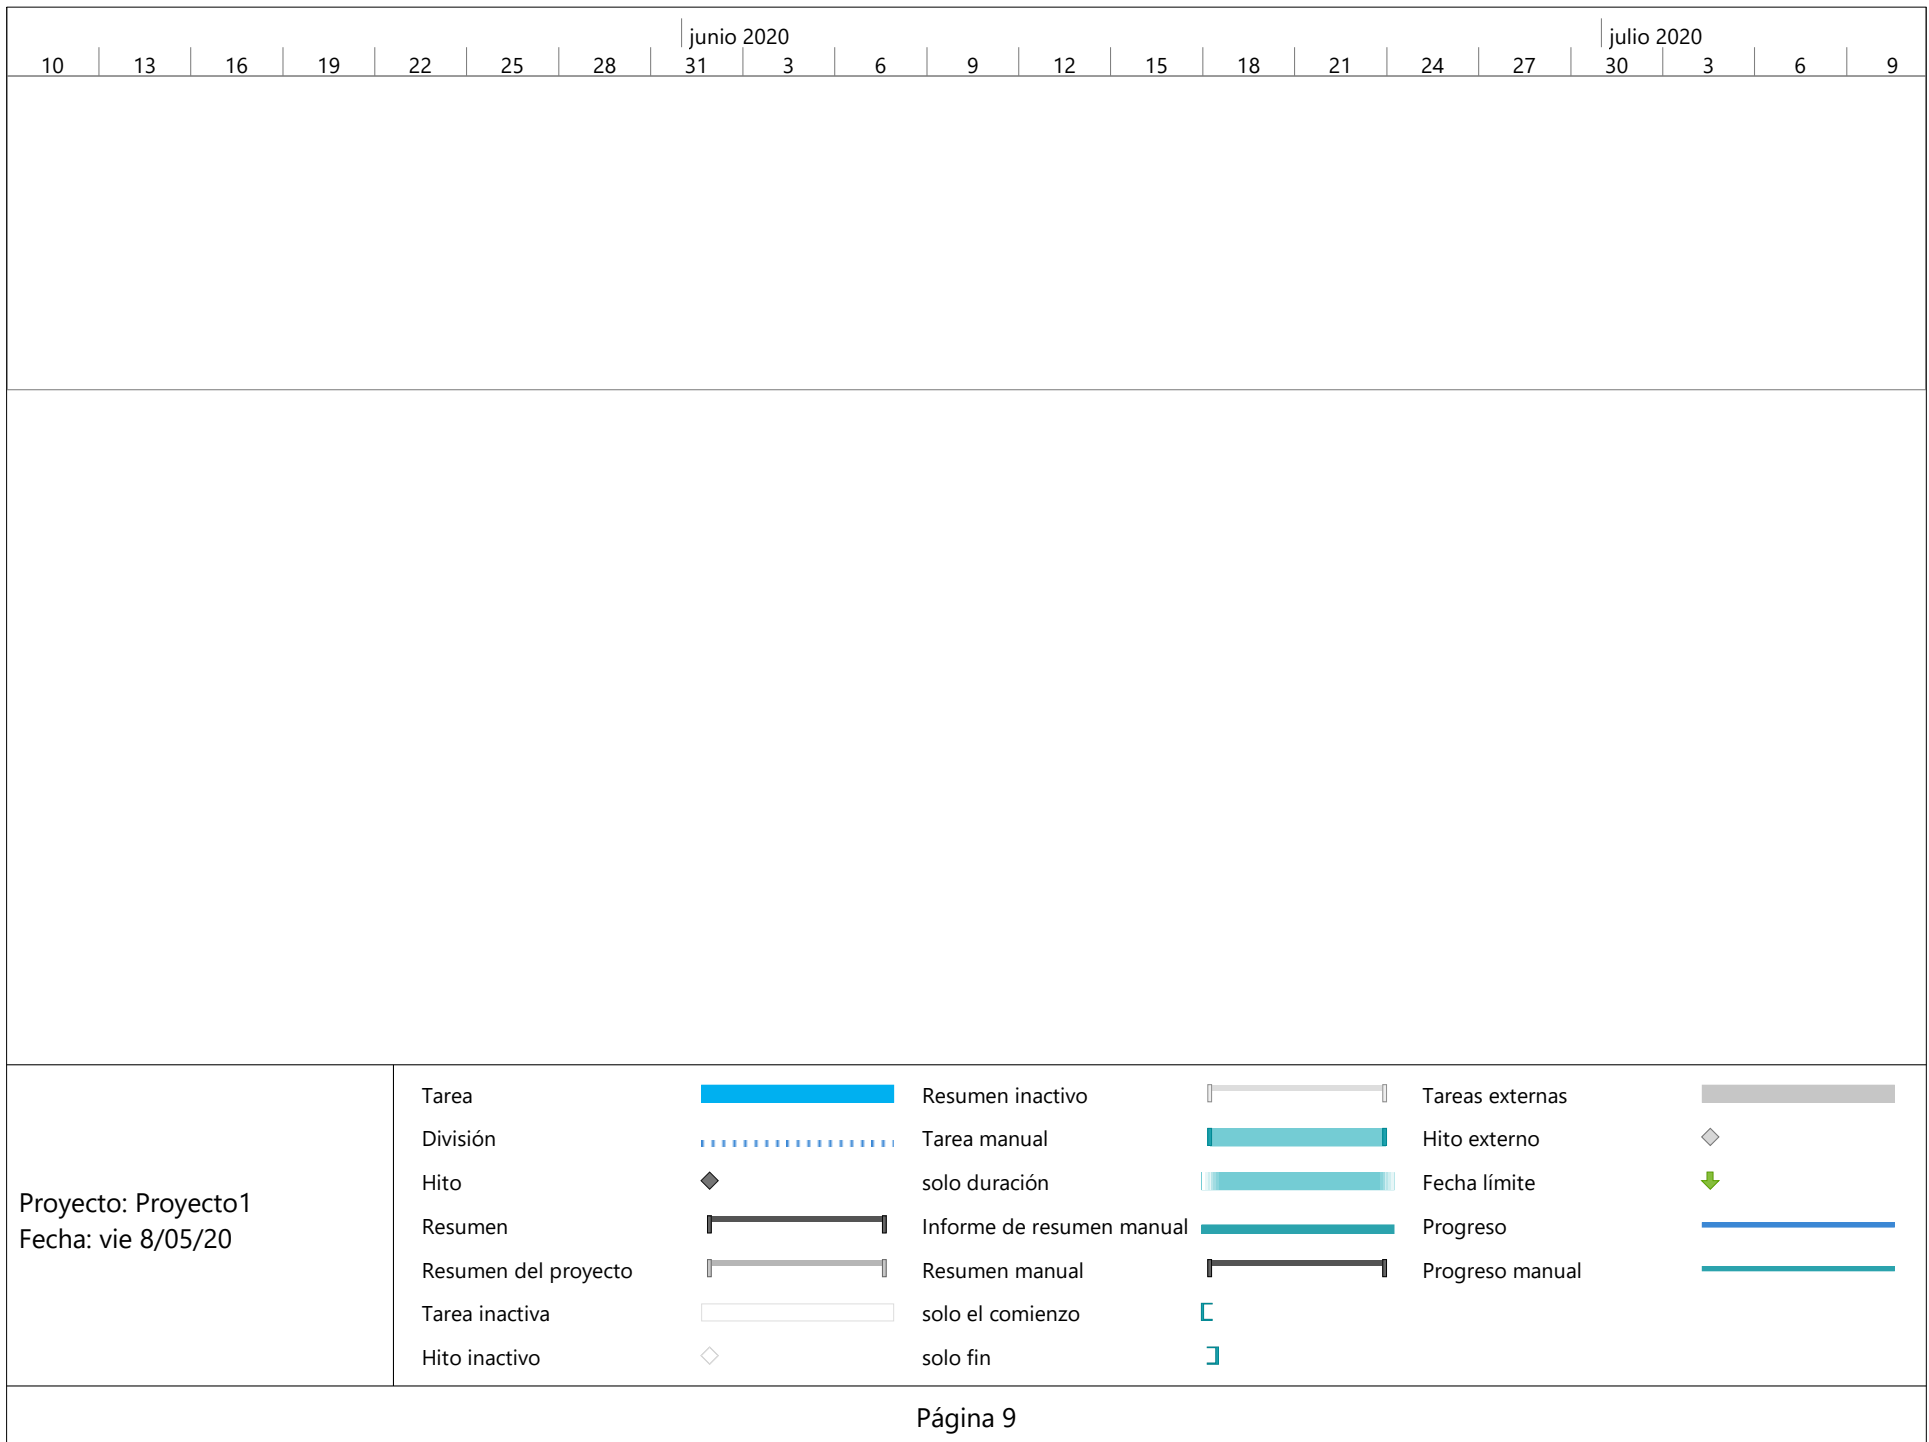 junio 2020 julio 2020
10 13 16 19 22 25 28 31 3 6 9 12 15 18 21 24 27 30 3 6 9
Proyecto: Proyecto1
Fecha: vie 8/05/20
Tarea
División
Hito
Resumen
Resumen del proyecto
Tarea inactiva
Hito inactivo
Resumen inactivo
Tarea manual
solo duración
Informe de resumen manual
Resumen manual
solo el comienzo
solo fin
Tareas externas
Hito externo
Fecha límite
Progreso
Progreso manual
Página 9